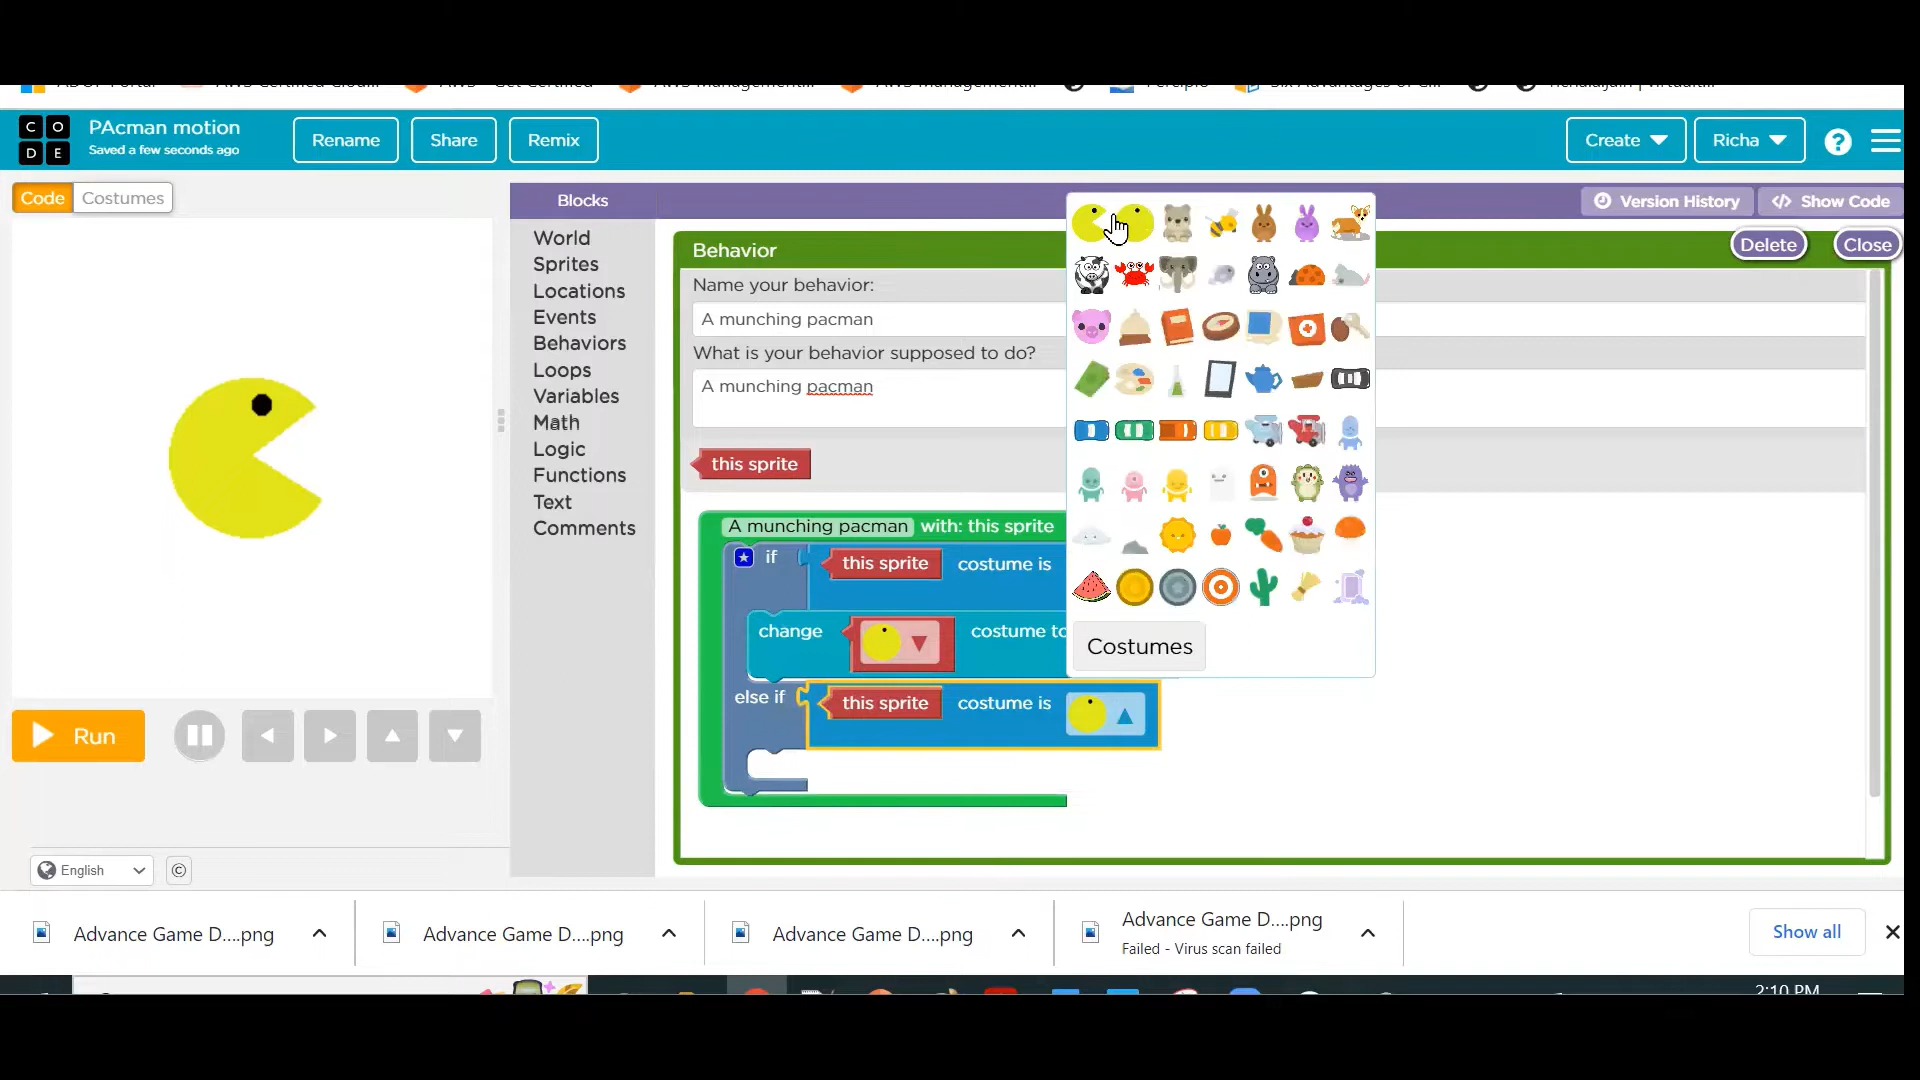 CODE
PAcman motion
Saved a few seconds ago
Rename
Share
Remix
Create
Richa
?
Code
Costumes
Blocks
Version History
Show Code
World
Sprites
Locations
Events
Behaviors
Loops
Variables
Math
Logic
Functions
Text
Comments
Behavior
Delete
Close
Name your behavior:
A munching pacman
What is your behavior supposed to do?
A munching pacman
this sprite
A munching pacman with: this sprite
if this sprite costume is
change costume to
else if this sprite costume is
Costumes
Run
English
©
Advance Game D....png
Advance Game D....png
Advance Game D....png
Advance Game D....png
Failed - Virus scan failed
Show all
2:10 PM